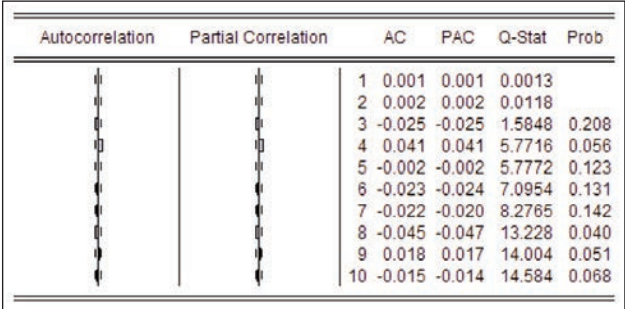 Autocorrelation Partial Correlation AC PAC Q-Stat Prob
1 0.001 0.001 0.0013
2 0.002 0.002 0.0118
3 -0.025 -0.025 1.5848 0.208
4 0.041 0.041 5.7716 0.056
5 -0.002 -0.002 5.7772 0.123
6 -0.023 -0.024 7.0954 0.131
7 -0.022 -0.020 8.2765 0.142
8 -0.045 -0.047 13.228 0.040
9 0.018 0.017 14.004 0.051
10 -0.015 -0.014 14.584 0.068